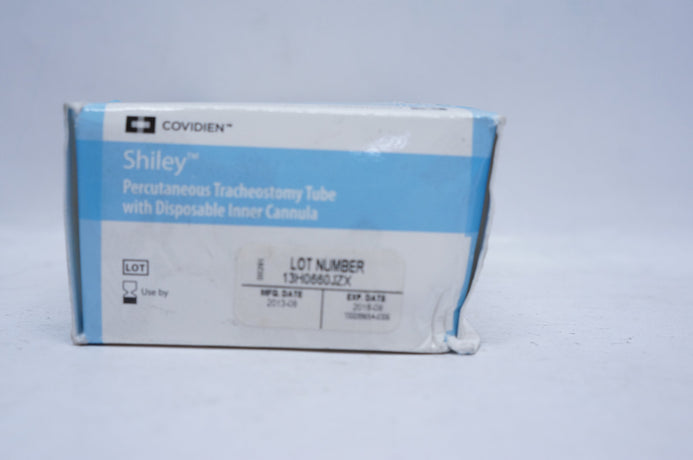 COVIDIEN™
Shiley™
Percutaneous Tracheostomy Tube
with Disposable Inner Cannula
LOT
LOT NUMBER
13H0660JZX
Use by
MFG. DATE
EXP. DATE
2013-08
2018-08